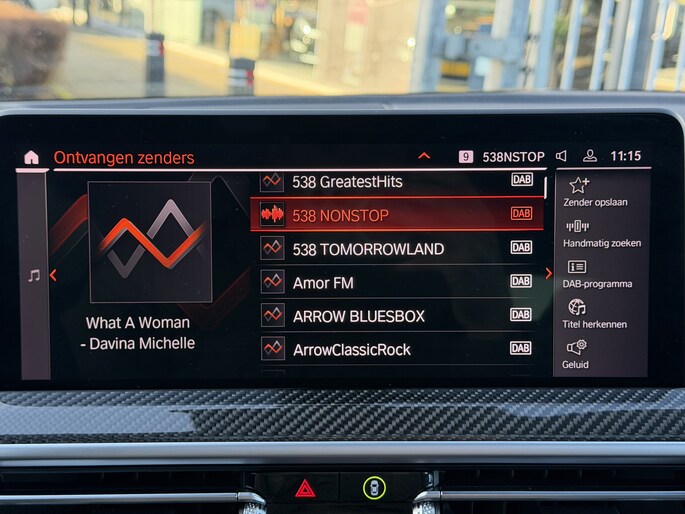 Ontvangen zenders
9 538NSTOP 11:15
538 GreatestHits DAB
538 NONSTOP DAB
538 TOMORROWLAND DAB
Amor FM DAB
ARROW BLUESBOX DAB
ArrowClassicRock DAB
What A Woman
- Davina Michelle
Zender opslaan
Handmatig zoeken
DAB-programma
Titel herkennen
Geluid